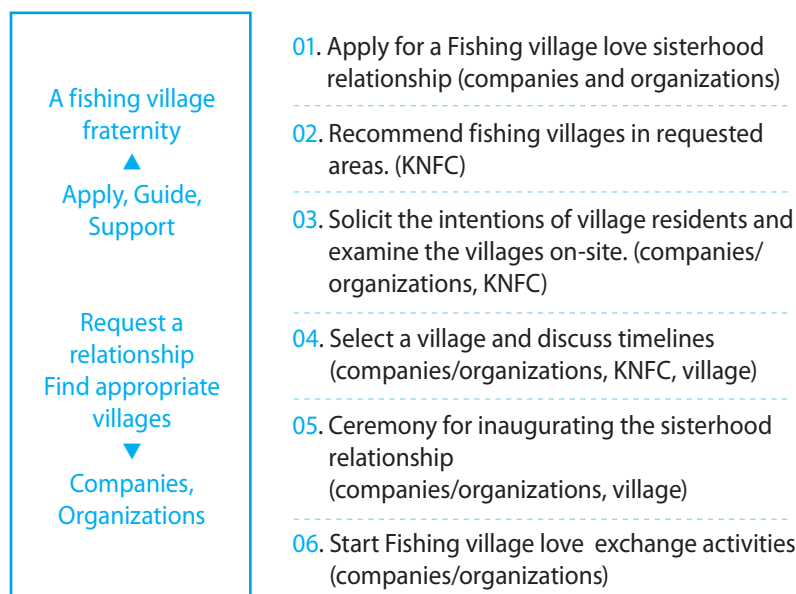 A fishing village
fraternity
▲
Apply, Guide,
Support
Request a
relationship
Find appropriate
villages
▼
Companies,
Organizations
01. Apply for a Fishing village love sisterhood
relationship (companies and organizations)
02. Recommend fishing villages in requested
areas. (KNFC)
03. Solicit the intentions of village residents and
examine the villages on-site. (companies/
organizations, KNFC)
04. Select a village and discuss timelines
(companies/organizations, KNFC, village)
05. Ceremony for inaugurating the sisterhood
relationship
(companies/organizations, village)
06. Start Fishing village love exchange activities
(companies/organizations)